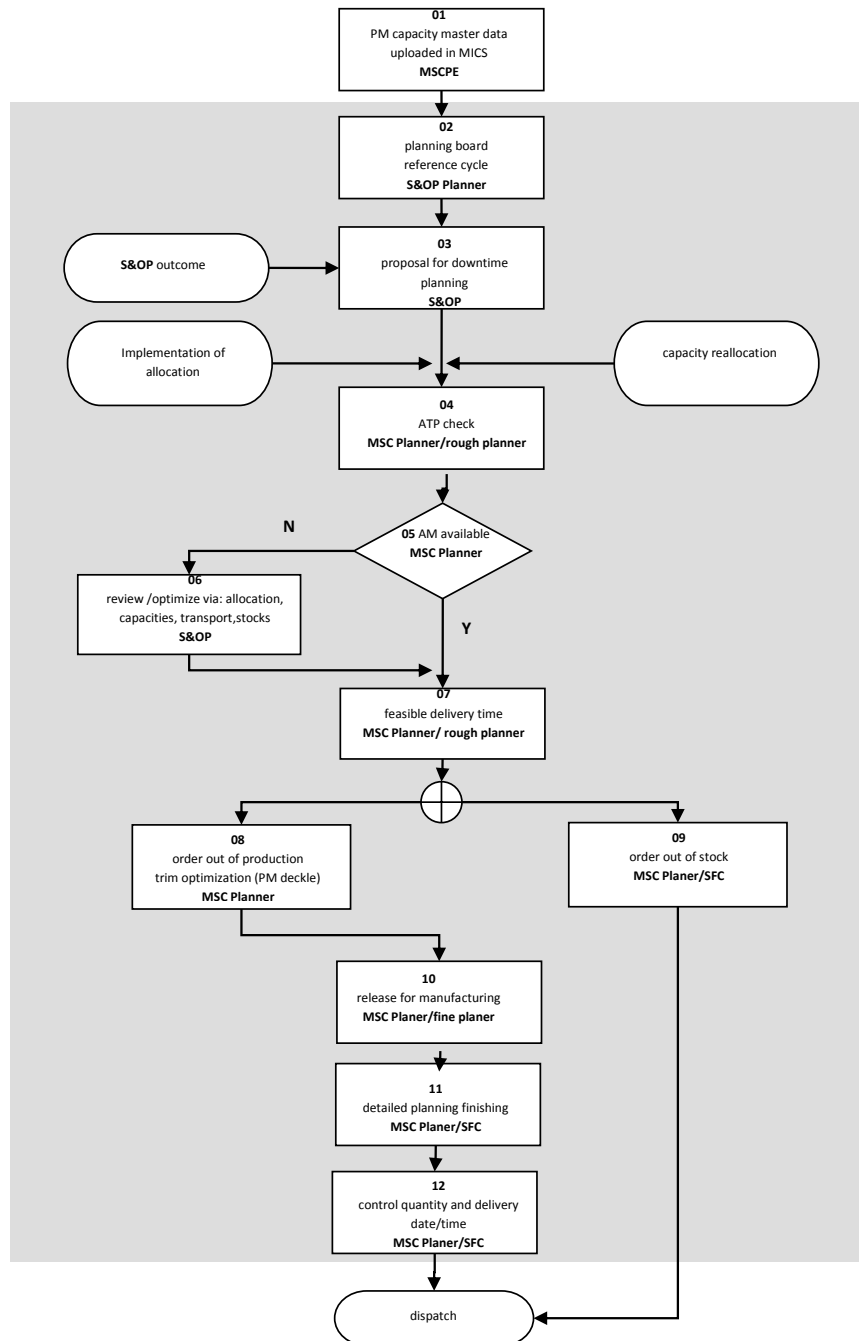 01
PM capacity master data
uploaded in MICS
MSCPE
02
planning board
reference cycle
S&OP Planner
03
proposal for downtime
planning
S&OP
S&OP outcome
Implementation of
allocation
capacity reallocation
04
ATP check
MSC Planner/rough planner
05 AM available
MSC Planner
N
Y
06
review /optimize via: allocation,
capacities, transport,stocks
S&OP
07
feasible delivery time
MSC Planner/ rough planner
08
order out of production
trim optimization (PM deckle)
MSC Planner
09
order out of stock
MSC Planer/SFC
10
release for manufacturing
MSC Planer/fine planer
11
detailed planning finishing
MSC Planer/SFC
12
control quantity and delivery
date/time
MSC Planer/SFC
dispatch